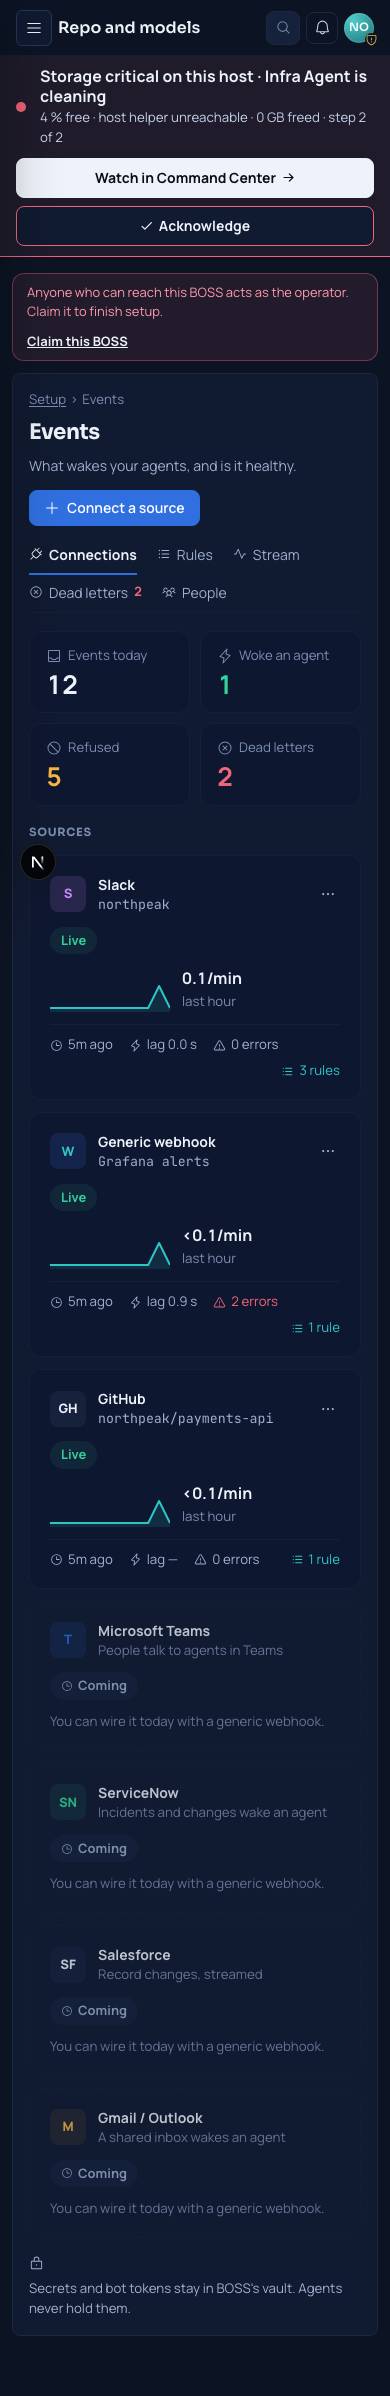 Repo and models
NO
Storage critical on this host · Infra Agent is
cleaning
4 % free · host helper unreachable · 0 GB freed · step 2
of 2
Watch in Command Center →
Acknowledge
Anyone who can reach this BOSS acts as the operator.
Claim it to finish setup.
Claim this BOSS
Setup › Events
Events
What wakes your agents, and is it healthy.
Connect a source
Connections Rules Stream
Dead letters 2 People
Events today
12
Woke an agent
1
Refused
5
Dead letters
2
SOURCES
N
S
Slack
northpeak
Live
0.1/min
last hour
5m ago lag 0.0 s 0 errors
3 rules
W
Generic webhook
Grafana alerts
Live
<0.1/min
last hour
5m ago lag 0.9 s 2 errors
1 rule
GH
GitHub
northpeak/payments-api
Live
<0.1/min
last hour
5m ago lag — 0 errors 1 rule
T
Microsoft Teams
People talk to agents in Teams
Coming
You can wire it today with a generic webhook.
SN
ServiceNow
Incidents and changes wake an agent
Coming
You can wire it today with a generic webhook.
SF
Salesforce
Record changes, streamed
Coming
You can wire it today with a generic webhook.
M
Gmail / Outlook
A shared inbox wakes an agent
Coming
You can wire it today with a generic webhook.
Secrets and bot tokens stay in BOSS's vault. Agents
never hold them.